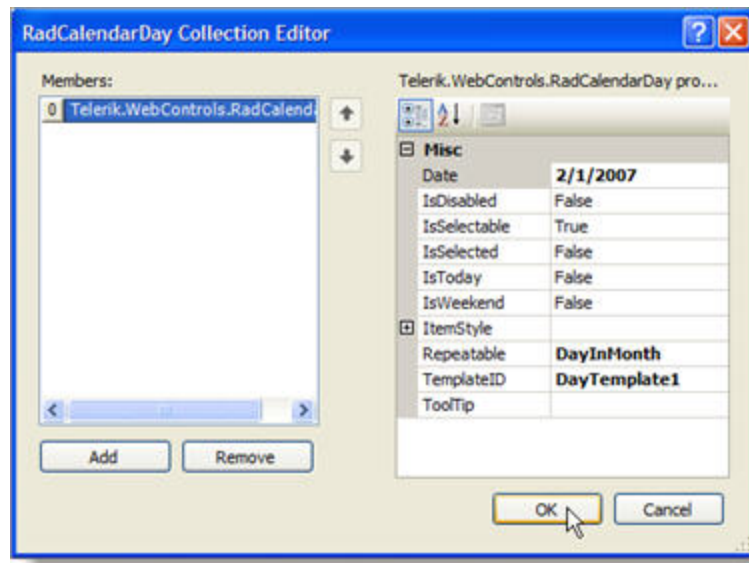 RadCalendarDay Collection Editor
Members:
0 Telerik.WebControls.RadCalend
Add
Remove
Telerik.WebControls.RadCalendarDay pro...
Misc
Date 2/1/2007
IsDisabled False
IsSelectable True
IsSelected False
IsToday False
IsWeekend False
ItemStyle
Repeatable DayInMonth
TemplateID DayTemplate1
ToolTip
OK
Cancel